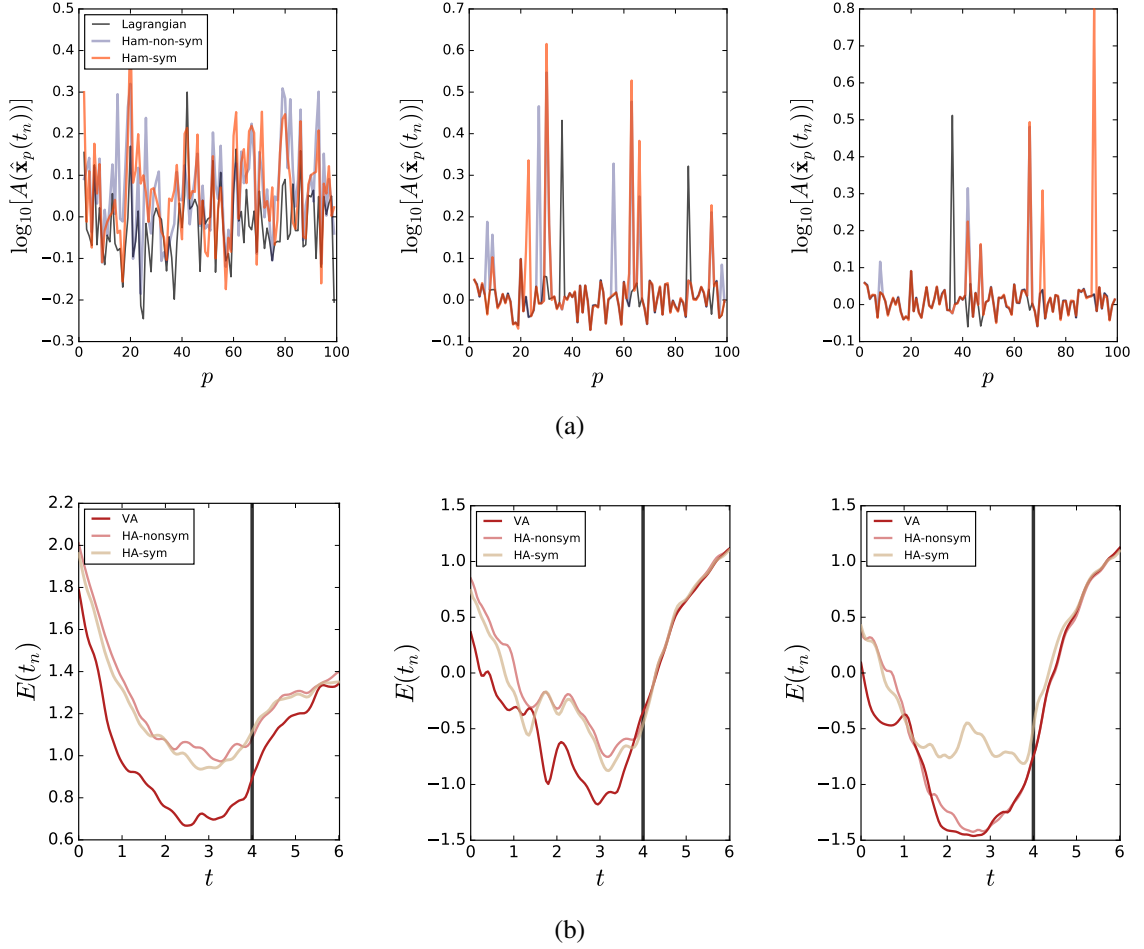 0.5
0.4
0.3
0.2
0.1
0.0
−0.1
−0.2
−0.3
0 20 40 60 80 100
p
log₁₀[A(x̂ₚ(tₙ))]
Lagrangian
Ham-non-sym
Ham-sym
0.7
0.6
0.5
0.4
0.3
0.2
0.1
0.0
−0.1
0 20 40 60 80 100
p
log₁₀[A(x̂ₚ(tₙ))]
0.8
0.7
0.6
0.5
0.4
0.3
0.2
0.1
0.0
−0.1
0 20 40 60 80 100
p
log₁₀[A(x̂ₚ(tₙ))]
(a)
2.2
2.0
1.8
1.6
1.4
1.2
1.0
0.8
0.6
0 1 2 3 4 5 6
t
E(tₙ)
VA
HA-nonsym
HA-sym
1.5
1.0
0.5
0.0
−0.5
−1.0
−1.5
0 1 2 3 4 5 6
t
E(tₙ)
VA
HA-nonsym
HA-sym
1.5
1.0
0.5
0.0
−0.5
−1.0
−1.5
0 1 2 3 4 5 6
t
E(tₙ)
VA
HA-nonsym
HA-sym
(b)